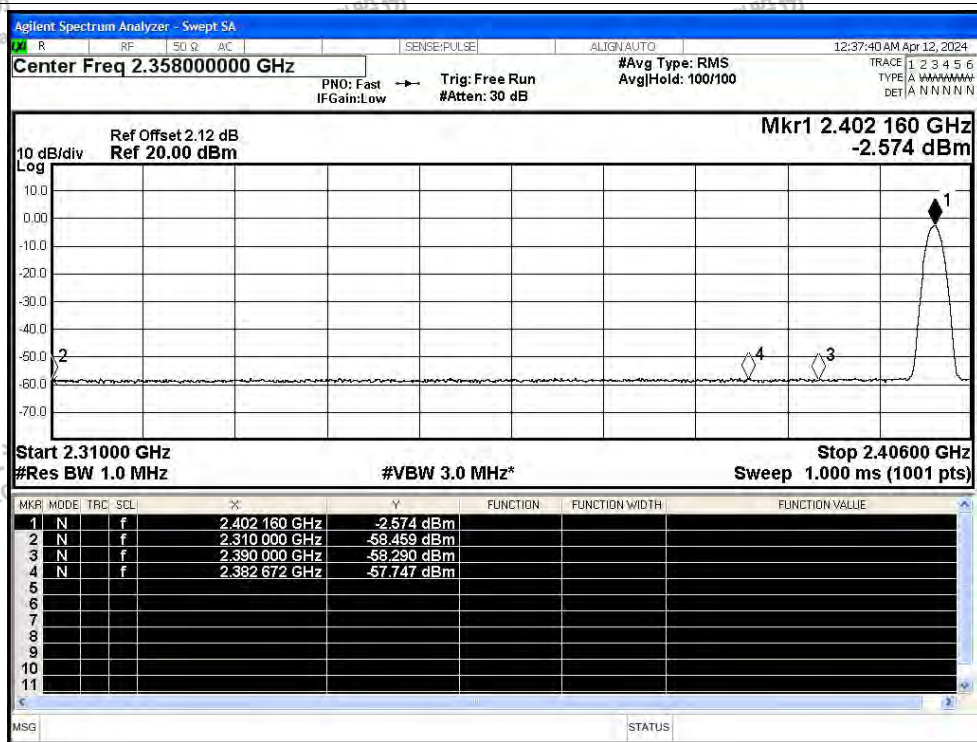 Agilent Spectrum Analyzer - Swept SA
R RF 50 Ω AC SENSE:PULSE ALIGN AUTO 12:37:40 AM Apr 12, 2024
Center Freq 2.358000000 GHz
PNO: Fast
IFGain:Low
Trig: Free Run
#Atten: 30 dB
#Avg Type: RMS
Avg|Hold: 100/100
TRACE 1 2 3 4 5 6
TYPE A WWWWW
DET A N N N N N
Mkr1 2.402 160 GHz
-2.574 dBm
Ref Offset 2.12 dB
10 dB/div Ref 20.00 dBm
Log
10.0
1
0.00
-10.0
-20.0
-30.0
-40.0
-50.0
2 4 3
-60.0
-70.0
Start 2.31000 GHz Stop 2.40600 GHz
#Res BW 1.0 MHz #VBW 3.0 MHz* Sweep 1.000 ms (1001 pts)
MKR MODE TRC SCL X Y FUNCTION FUNCTION WIDTH FUNCTION VALUE
1 N f 2.402 160 GHz -2.574 dBm
2 N f 2.310 000 GHz -58.459 dBm
3 N f 2.390 000 GHz -58.290 dBm
4 N f 2.382 672 GHz -57.747 dBm
5
6
7
8
9
10
11
MSG STATUS